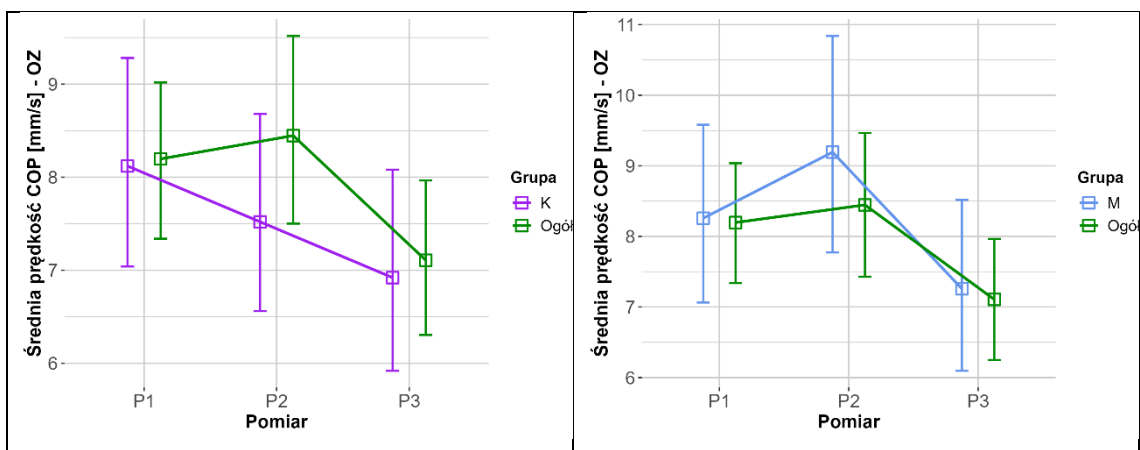 Średnia prędkość COP [mm/s] - OZ
9
8
7
6
P1
P2
P3
Pomiar
Grupa
K
Ogół
Średnia prędkość COP [mm/s] - OZ
11
10
9
8
7
6
P1
P2
P3
Pomiar
Grupa
M
Ogół